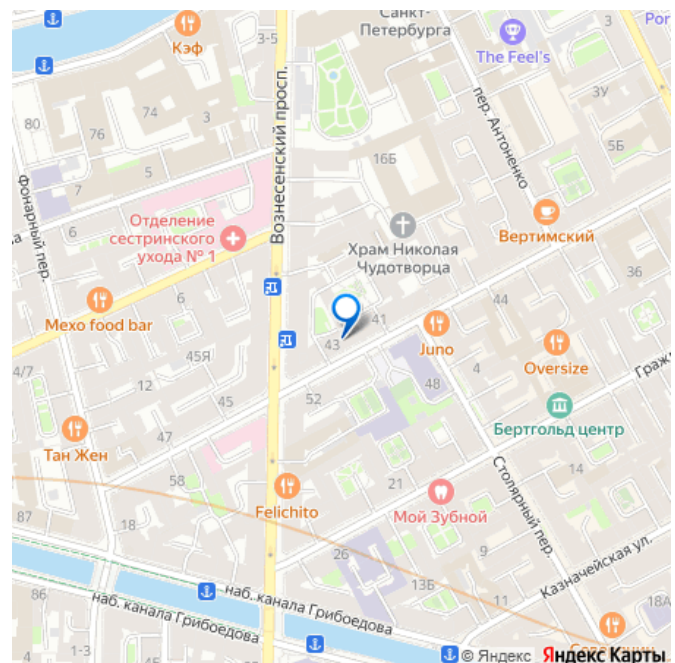 Санкт-
Петербурга
Por
Кэф
3-5
The Feel's
Вознесенский просп.
пер. Антоненко
3У
74
3
80
76
5Б
16Б
5
7
Фонарный пер.
Отделение
сестринского
ухода № 1
6
Храм Николая
Чудотворца
Вертимский
36
6
44
41
Mexo food bar
43
Juno
45Я
4
Oversize
Граж
4/7
12
48
45
52
Бертгольд центр
47
Тан Жен
58
21
14
Столярный пер.
Felichito
Мой Зубной
87
18
26
9
Казначейская ул.
13Б
11
наб. канала Грибоедова
86
наб. канала Грибоедова
18А
1-3
3
© Яндекс Яндекс Карты